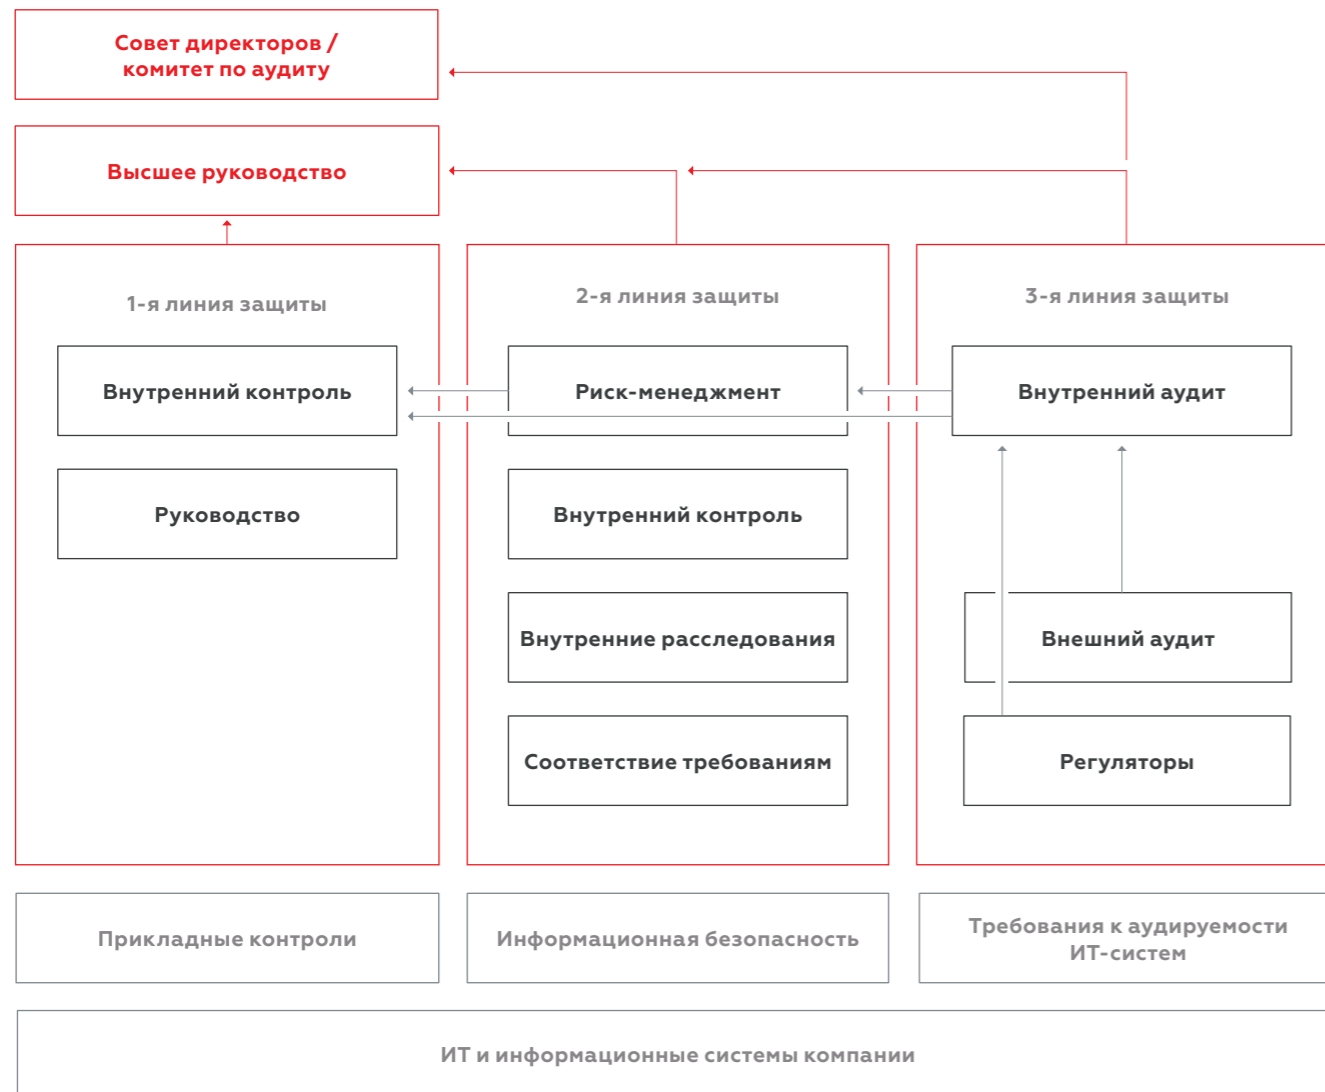 Совет директоров /
комитет по аудиту
Высшее руководство
1-я линия защиты
Внутренний контроль
Руководство
2-я линия защиты
Риск-менеджмент
Внутренний контроль
Внутренние расследования
Соответствие требованиям
3-я линия защиты
Внутренний аудит
Внешний аудит
Регуляторы
Прикладные контроли
Информационная безопасность
Требования к аудируемости
ИТ-систем
ИТ и информационные системы компании